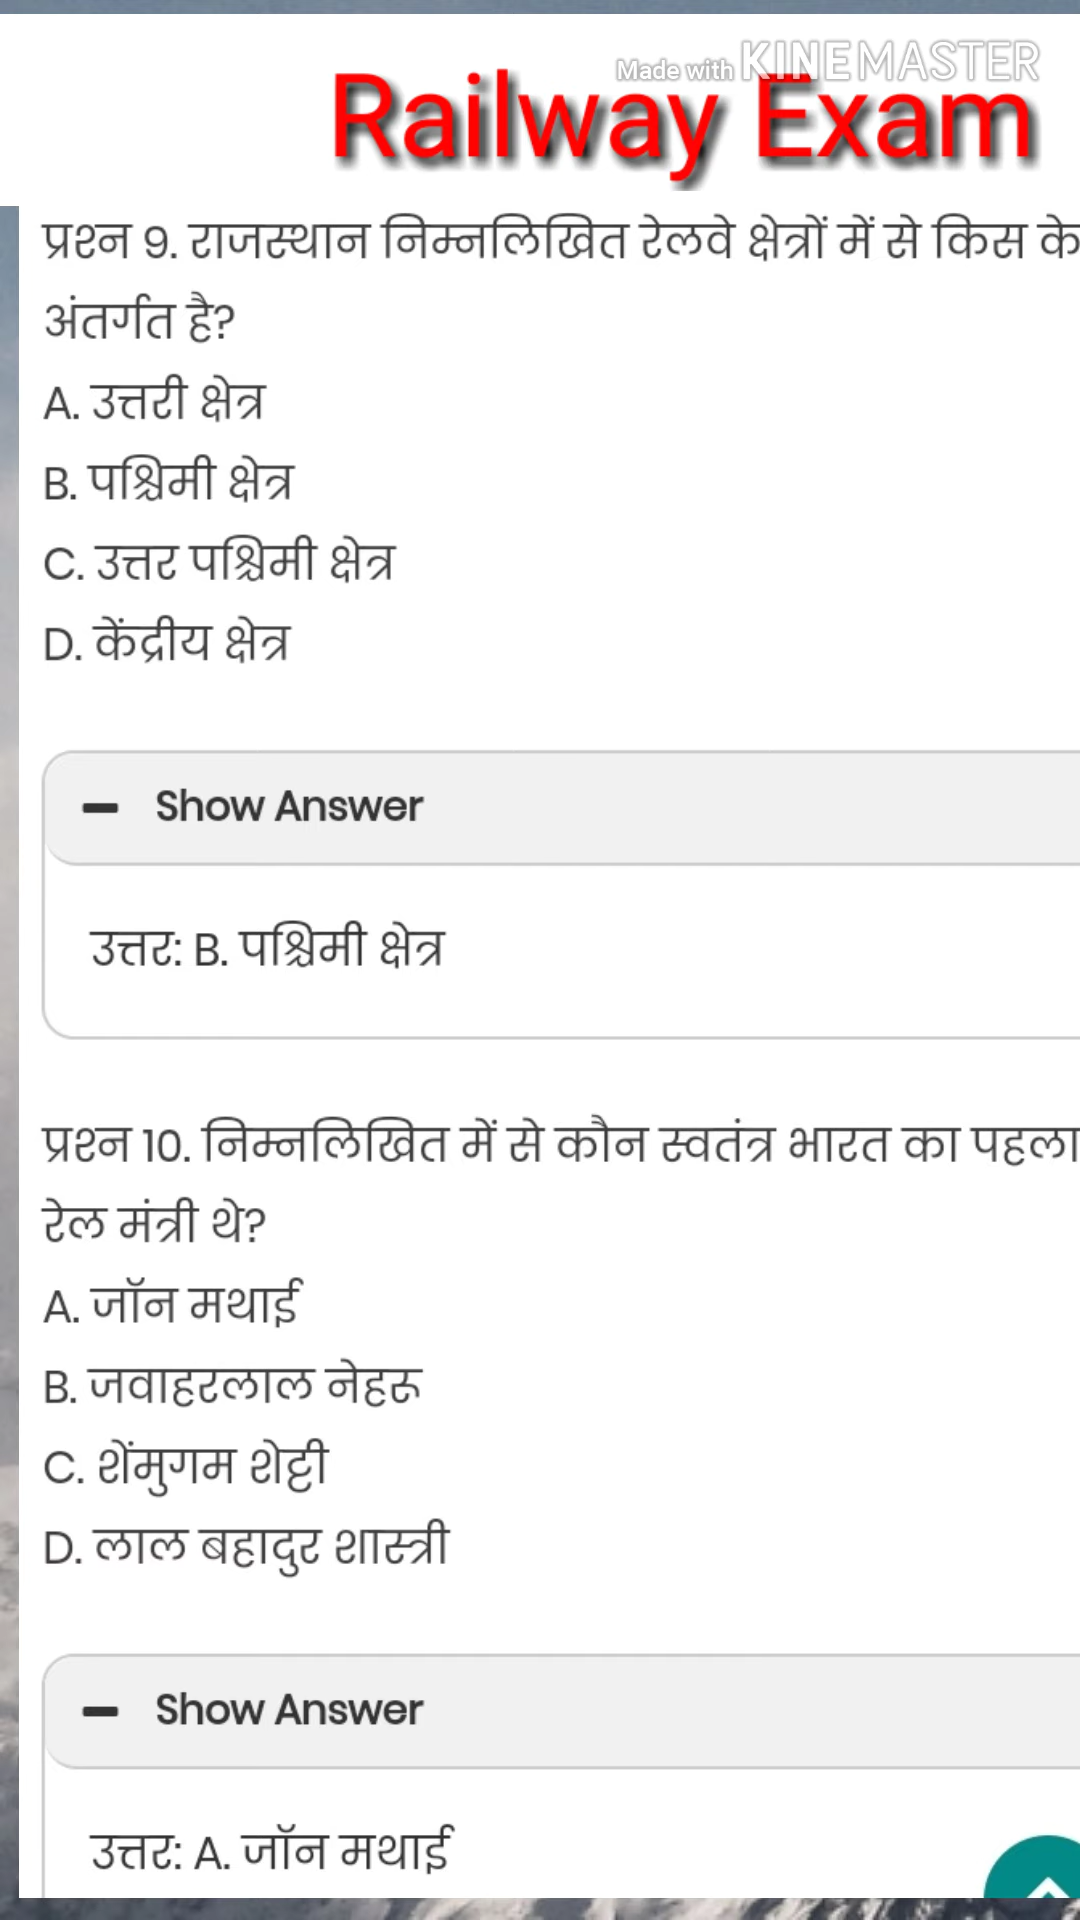 Made with KINEMASTER
Railway Exam
प्रश्न 9. राजस्थान निम्नलिखित रेलवे क्षेत्रों में से किस के
अंतर्गत है?
A. उत्तरी क्षेत्र
B. पश्चिमी क्षेत्र
C. उत्तर पश्चिमी क्षेत्र
D. केंद्रीय क्षेत्र
Show Answer
उत्तर: B. पश्चिमी क्षेत्र
प्रश्न 10. निम्नलिखित में से कौन स्वतंत्र भारत का पहला
रेल मंत्री थे?
A. जॉन मथाई
B. जवाहरलाल नेहरू
C. शेंमुगम शेट्टी
D. लाल बहादुर शास्त्री
Show Answer
उत्तर: A. जॉन मथाई